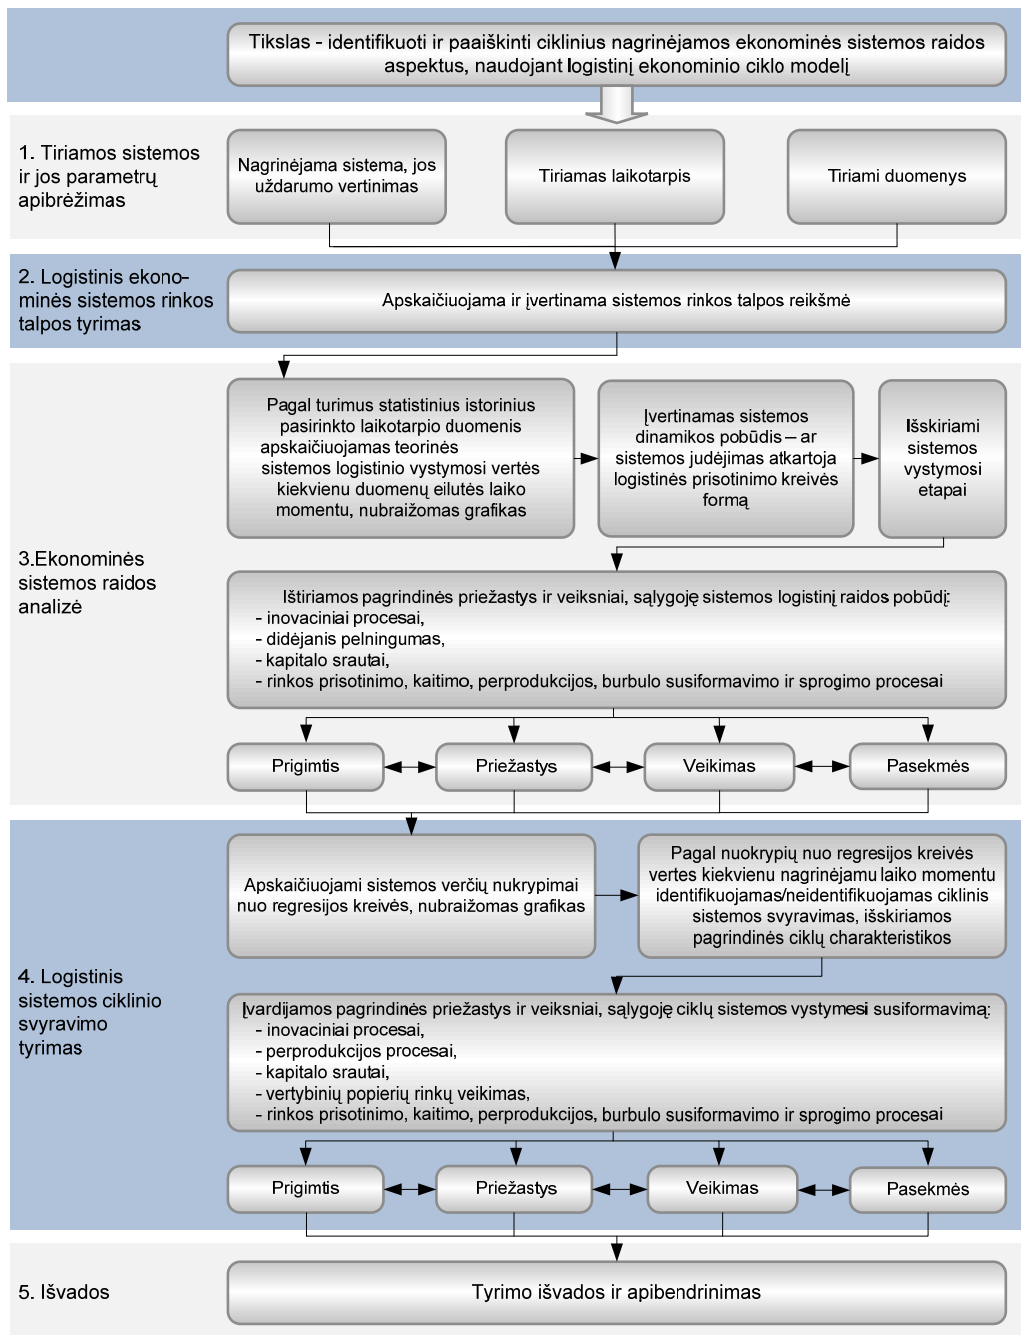 Tikslas - identifikuoti ir paaiškinti ciklinius nagrinėjamos ekonominės sistemos raidos
aspektus, naudojant logistinį ekonominio ciklo modelį
1. Tiriamos sistemos
ir jos parametrų
apibrėžimas
Nagrinėjama sistema, jos
uždarumo vertinimas
Tiriamas laikotarpis
Tiriami duomenys
2. Logistinis ekono-
minės sistemos rinkos
talpos tyrimas
Apskaičiuojama ir įvertinama sistemos rinkos talpos reikšmė
3.Ekonominės
sistemos raidos
analizė
Pagal turimus statistinius istorinius
pasirinkto laikotarpio duomenis
apskaičiuojamas teorinės
sistemos logistinio vystymosi vertės
kiekvienu duomenų eilutės laiko
momentu, nubraižomas grafikas
Įvertinamas sistemos
dinamikos pobūdis – ar
sistemos judėjimas atkartoja
logistinės prisotinimo kreivės
formą
Išskiriami
sistemos
vystymosi
etapai
Ištiriamos pagrindinės priežastys ir veiksniai, sąlygoję sistemos logistinį raidos pobūdį:
- inovaciniai procesai,
- didėjanis pelningumas,
- kapitalo srautai,
- rinkos prisotinimo, kaitimo, perprodukcijos, burbulo susiformavimo ir sprogimo procesai
Prigimtis
Priežastys
Veikimas
Pasekmės
4. Logistinis
sistemos ciklinio
svyravimo
tyrimas
Apskaičiuojami sistemos verčių nukrypimai
nuo regresijos kreivės, nubraižomas grafikas
Pagal nuokrypių nuo regresijos kreivės
vertes kiekvienu nagrinėjamu laiko momentu
identifikuojamas/neidentifikuojamas ciklinis
sistemos svyravimas, išskiriamos
pagrindinės ciklų charakteristikos
Įvardijamos pagrindinės priežastys ir veiksniai, sąlygoję ciklų sistemos vystymesi susiformavimą:
- inovaciniai procesai,
- perprodukcijos procesai,
- kapitalo srautai,
- vertybinių popierių rinkų veikimas,
- rinkos prisotinimo, kaitimo, perprodukcijos, burbulo susiformavimo ir sprogimo procesai
Prigimtis
Priežastys
Veikimas
Pasekmės
5. Išvados
Tyrimo išvados ir apibendrinimas